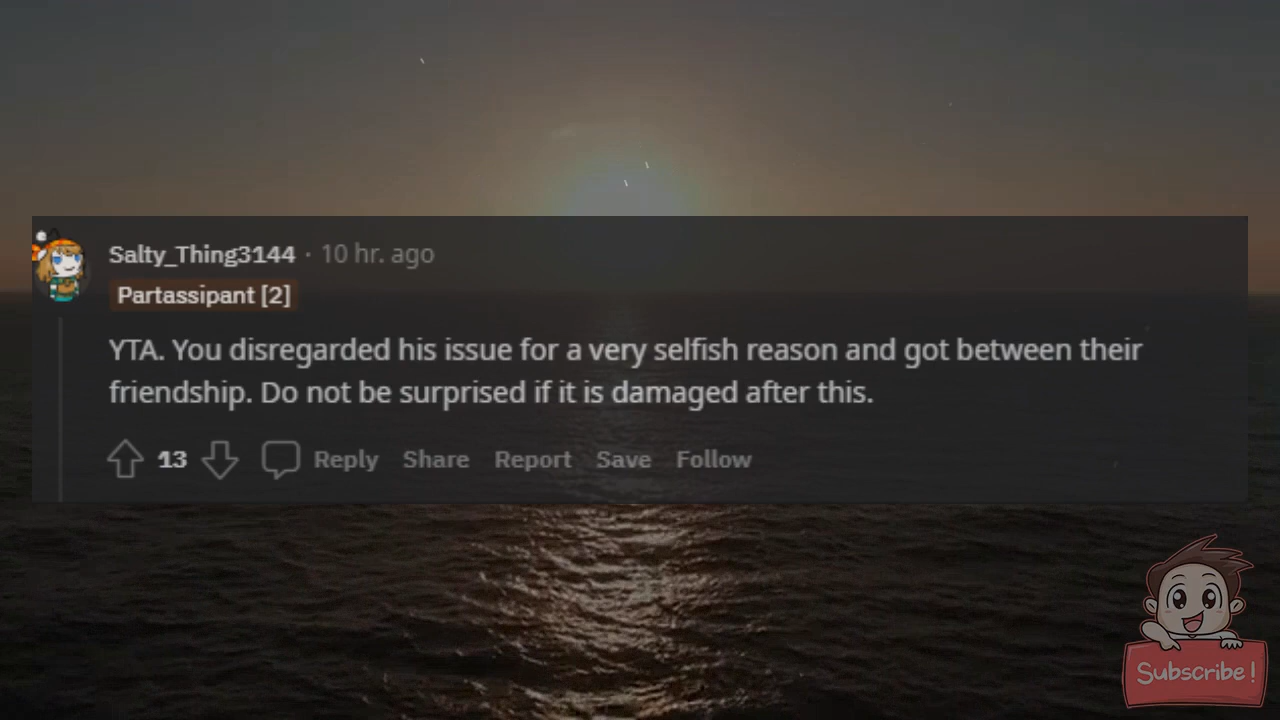 Salty_Thing3144 · 10 hr. ago
Partassipant [2]
YTA. You disregarded his issue for a very selfish reason and got between their
friendship. Do not be surprised if it is damaged after this.
13 Reply Share Report Save Follow
Subscribe!